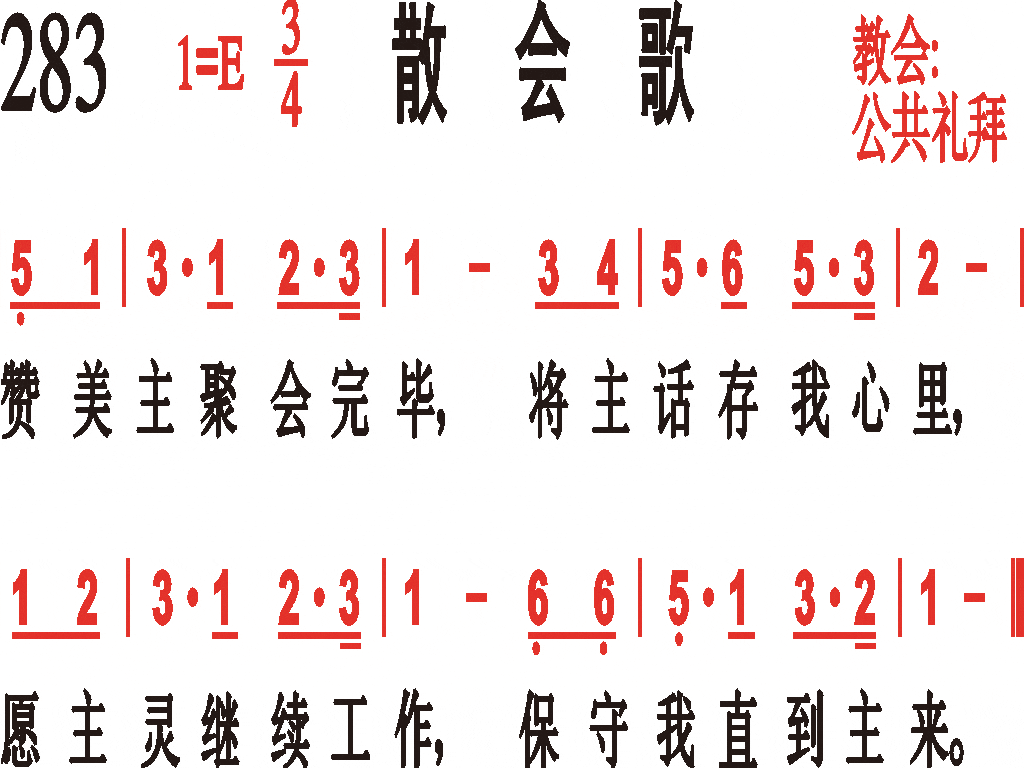 283 1=E 3/4 散会歌 教会:
公共礼拜
5 1 | 3·1 2·3 | 1 - 3 4 | 5·6 5·3 | 2 - |
赞美主聚会完毕, 将主话存我心里,
1 2 | 3·1 2·3 | 1 - 6 6 | 5·1 3·2 | 1 - ‖
愿主灵继续工作, 保守我直到主来。